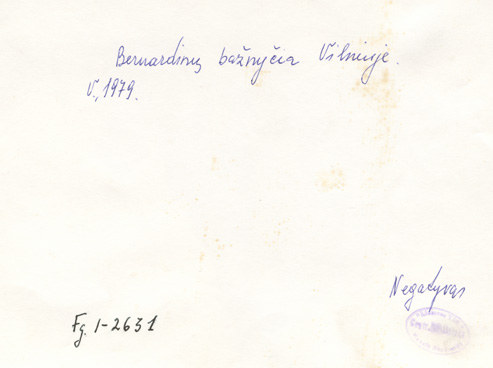 Bernardinų bažnyčia Vilniuje.
V., 1979.
Negatyvas
Fg. 1-2631